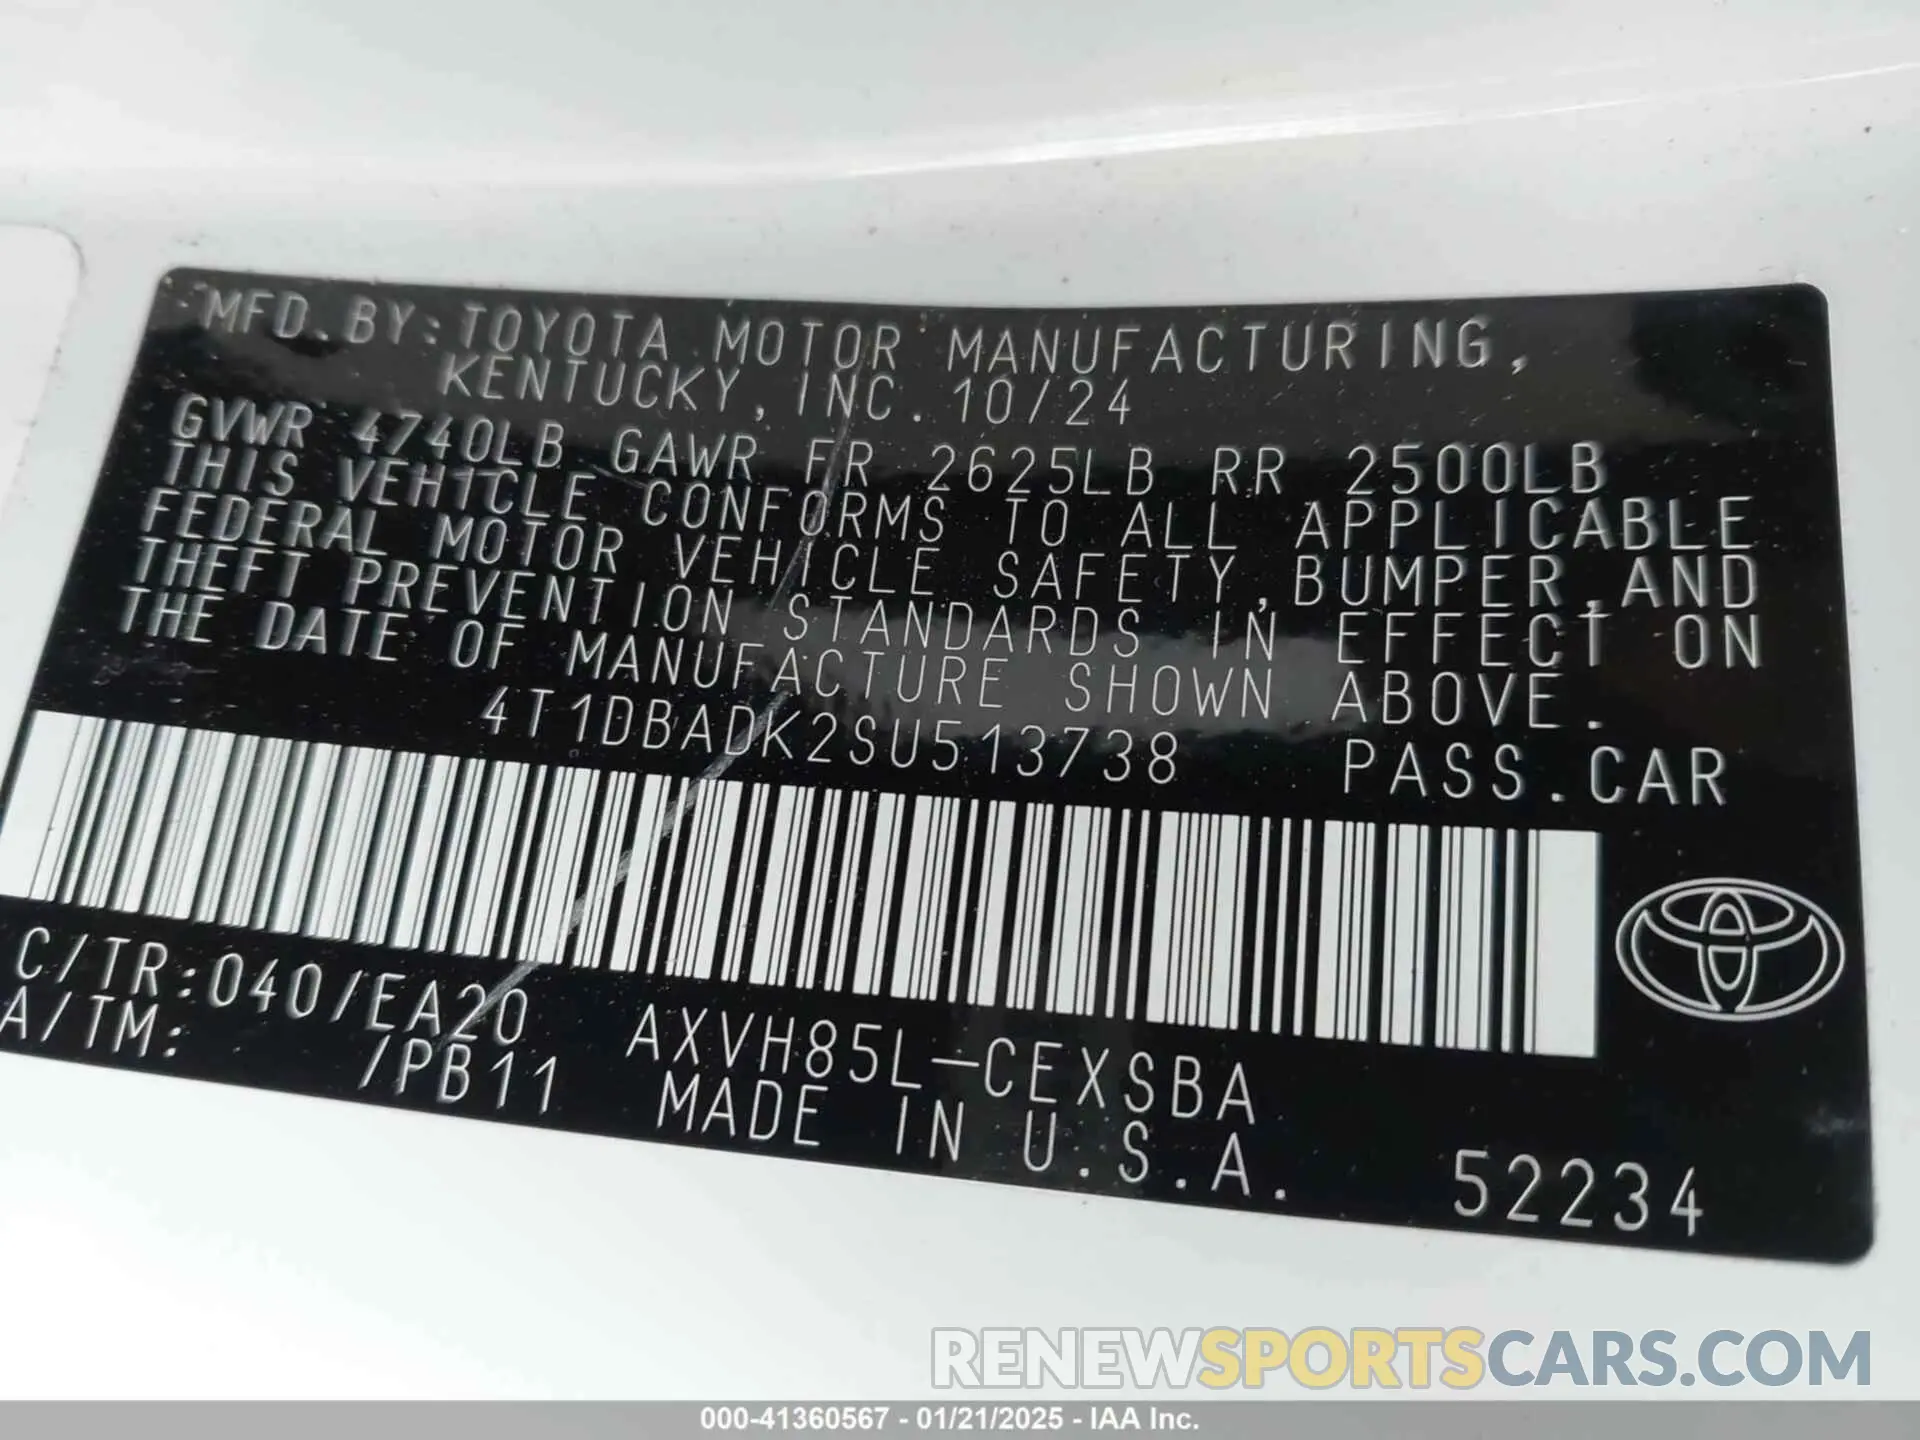 MFD.BY:TOYOTA MOTOR MANUFACTURING,
KENTUCKY, INC. 10/24
GVWR 4740LB GAWR FR 2625LB RR 2500LB
THIS VEHICLE CONFORMS TO ALL APPLICABLE
FEDERAL MOTOR VEHICLE SAFETY,BUMPER,AND
THEFT PREVENTION STANDARDS IN EFFECT ON
THE DATE OF MANUFACTURE SHOWN ABOVE.
4T1DBADK2SU513738 PASS.CAR
C/TR:040/EA20 AXVH85L-CEXSBA
A/TM: /PB11 MADE IN U.S.A. 52234
RENEWSPORTSCARS.COM
000-41360567 - 01/21/2025 - IAA Inc.